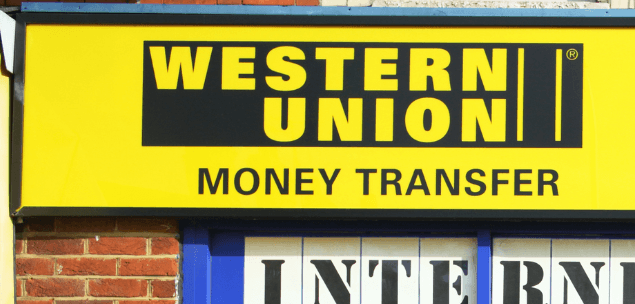 WESTERN
UNION ®
MONEY TRANSFER
INTERN